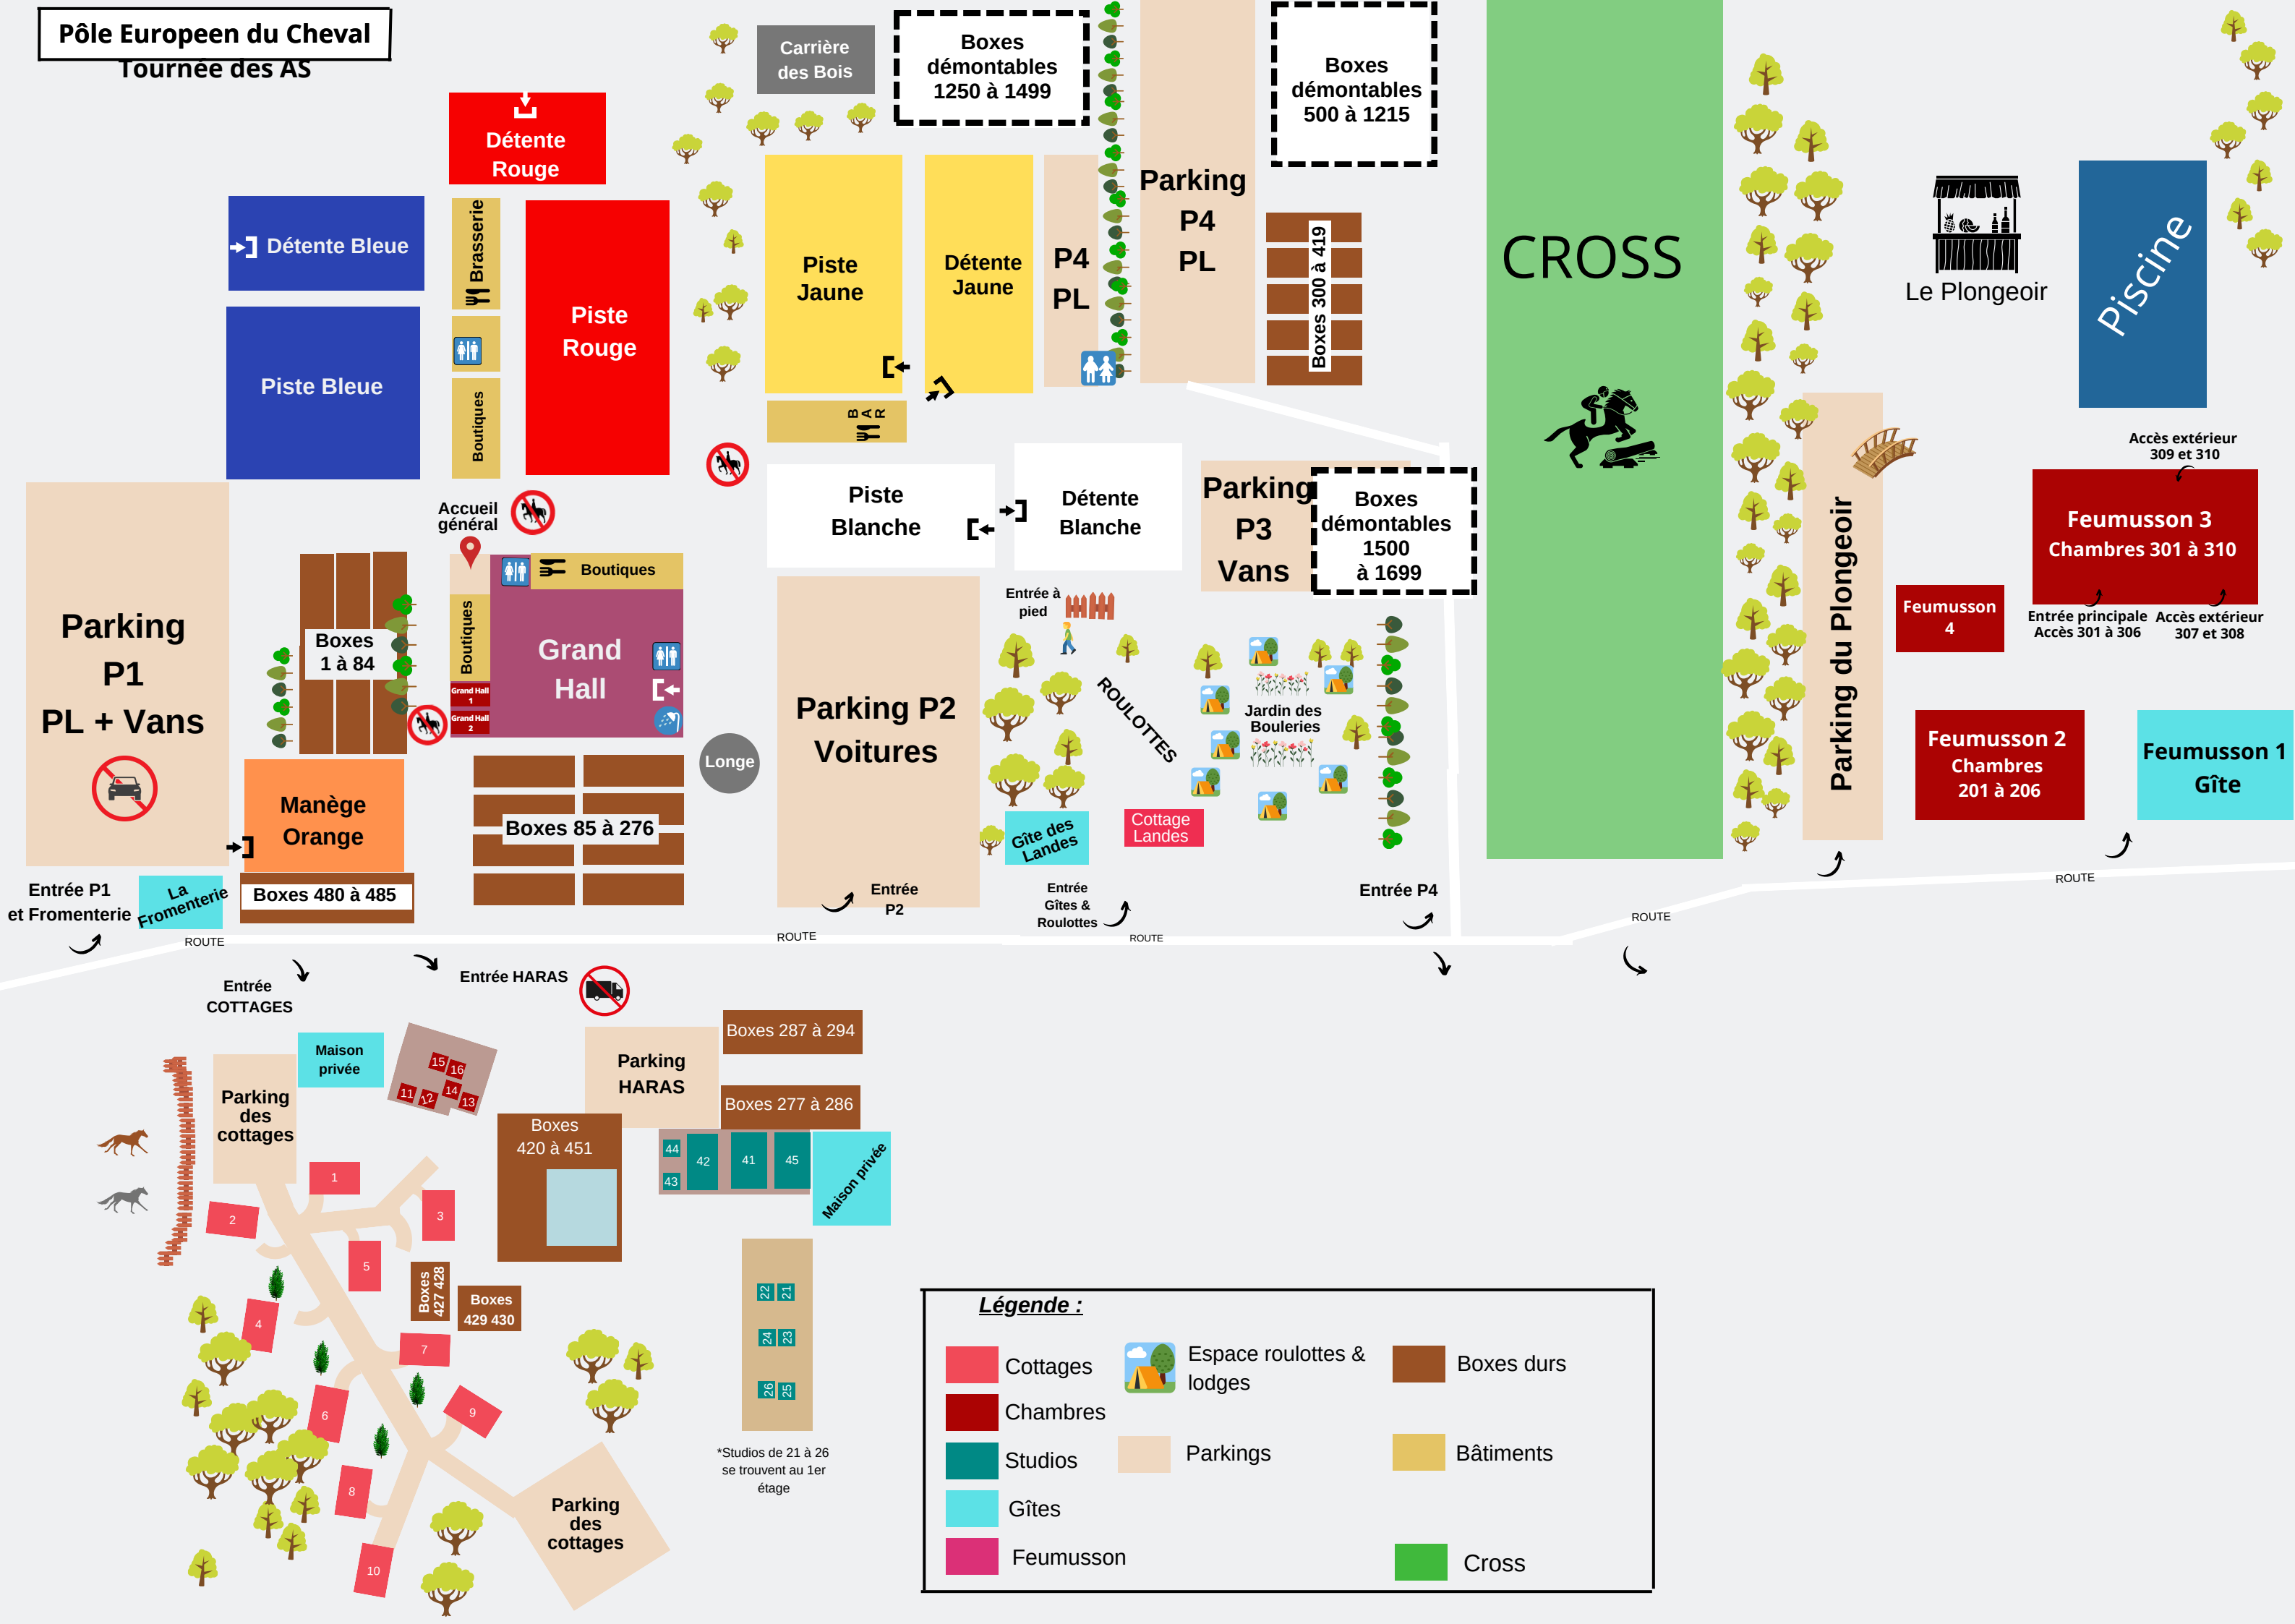 Pôle Europeen du Cheval
Tournée des AS
Carrière
des Bois
Boxes
démontables
1250 à 1499
Boxes
démontables
500 à 1215
Détente
Rouge
Détente Bleue
Brasserie
Piste
Rouge
Piste Bleue
Boutiques
Piste
Jaune
Détente
Jaune
P4
PL
Parking
P4
PL
Boxes 300 à 419
CROSS
Le Plongeoir
Piscine
BAR
Accueil
général
Piste
Blanche
Détente
Blanche
Parking
P3
Vans
Boxes
démontables
1500
à 1699
Accès extérieur
309 et 310
Feumusson 3
Chambres 301 à 310
Entrée principale
Accès 301 à 306
Accès extérieur
307 et 308
Feumusson
4
Parking du Plongeoir
Feumusson 2
Chambres
201 à 206
Feumusson 1
Gîte
Parking
P1
PL + Vans
Boxes
1 à 84
Boutiques
Boutiques
Grand
Hall
Grand Hall
1
Grand Hall
2
Longe
Parking P2
Voitures
Entrée à
pied
ROULOTTES
Jardin des
Bouleries
Cottage
Landes
Gîte des
Landes
Manège
Orange
Boxes 85 à 276
Boxes 480 à 485
La
Fromenterie
Entrée P1
et Fromenterie
Entrée
P2
Entrée
Gîtes &
Roulottes
Entrée P4
ROUTE
ROUTE
ROUTE
ROUTE
ROUTE
Entrée
COTTAGES
Entrée HARAS
Maison
privée
Parking
des
cottages
15
16
11
12
14
13
Parking
HARAS
Boxes 287 à 294
Boxes 277 à 286
Boxes
420 à 451
44
43
42
41
45
Maison privée
1
2
3
5
4
Boxes
427 428
Boxes
429 430
7
6
9
8
10
22
21
24
23
26
25
*Studios de 21 à 26
se trouvent au 1er
étage
Parking
des
cottages
Légende :
Cottages
Chambres
Studios
Gîtes
Feumusson
Espace roulottes &
lodges
Parkings
Boxes durs
Bâtiments
Cross